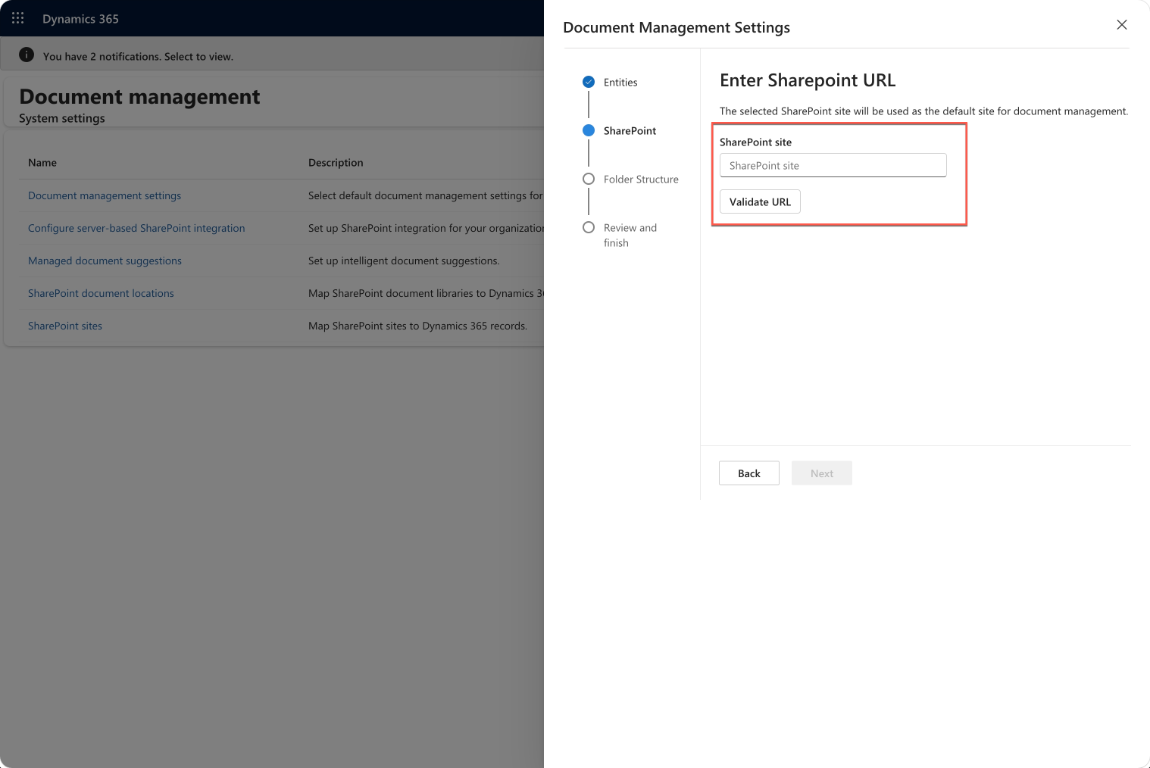 Dynamics 365
You have 2 notifications. Select to view.
Document management
System settings
Name Description
Document management settings Select default document management settings for
Configure server-based SharePoint integration Set up SharePoint integration for your organization
Managed document suggestions Set up intelligent document suggestions.
SharePoint document locations Map SharePoint document libraries to Dynamics 36
SharePoint sites Map SharePoint sites to Dynamics 365 records.
Document Management Settings
Entities
SharePoint
Folder Structure
Review and
finish
Enter Sharepoint URL
The selected SharePoint site will be used as the default site for document management.
SharePoint site
SharePoint site
Validate URL
Back Next